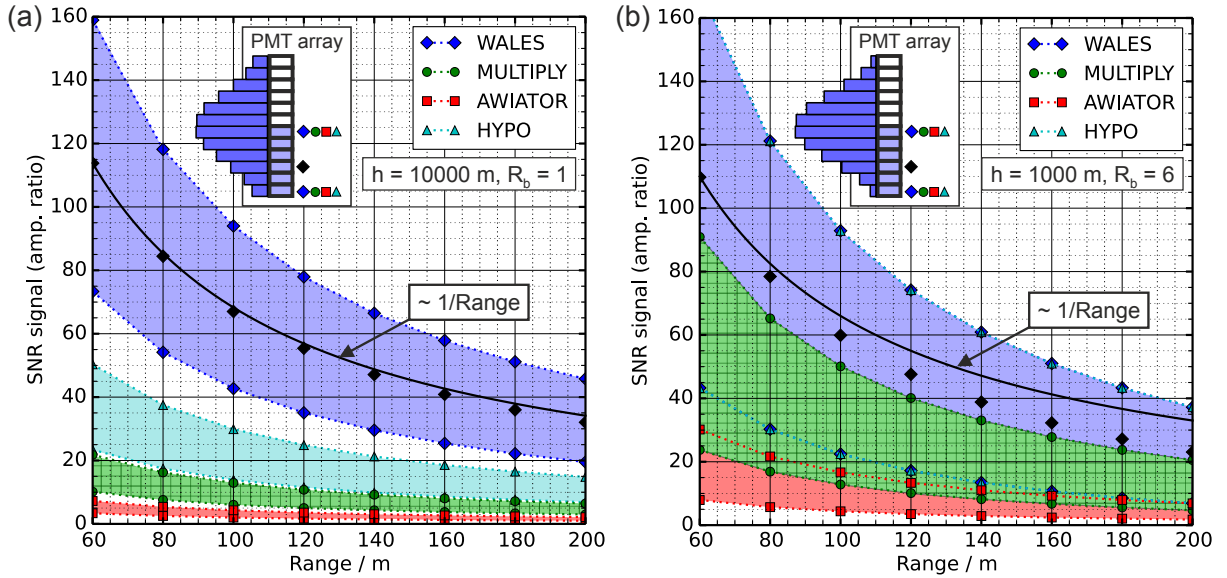 (a)
SNR signal (amp. ratio)
160
140
120
100
80
60
40
20
0
PMT array
WALES
MULTIPLY
AWIATOR
HYPO
h = 10000 m, R_b = 1
~ 1/Range
60 80 100 120 140 160 180 200
Range / m
(b)
SNR signal (amp. ratio)
160
140
120
100
80
60
40
20
0
PMT array
WALES
MULTIPLY
AWIATOR
HYPO
h = 1000 m, R_b = 6
~ 1/Range
60 80 100 120 140 160 180 200
Range / m